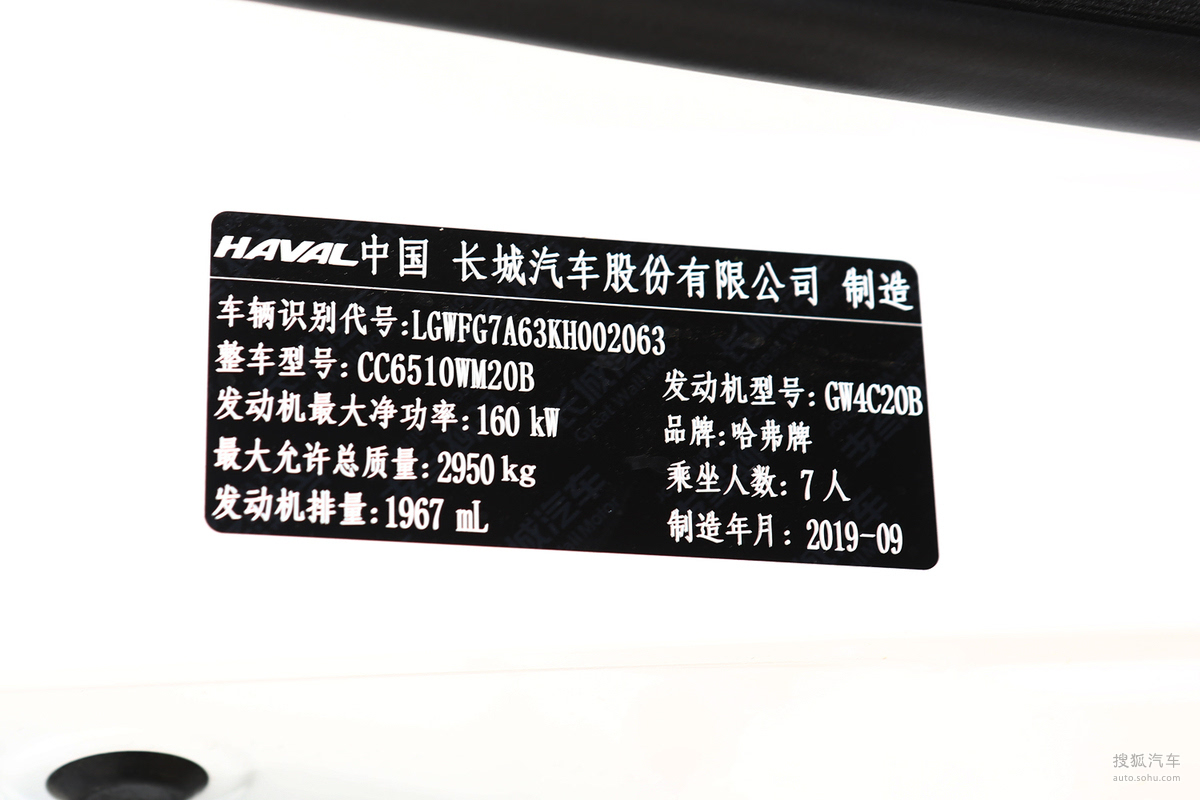 HAVAL中国 长城汽车股份有限公司 制造
车辆识别代号:LGWFG7A63KH002063
整车型号:CC6510WM20B 发动机型号:GW4C20B
发动机最大净功率:160 kW 品牌:哈弗牌
最大允许总质量:2950kg 乘坐人数:7人
发动机排量:1967 mL 制造年月:2019-09
搜狐汽车
auto.sohu.com